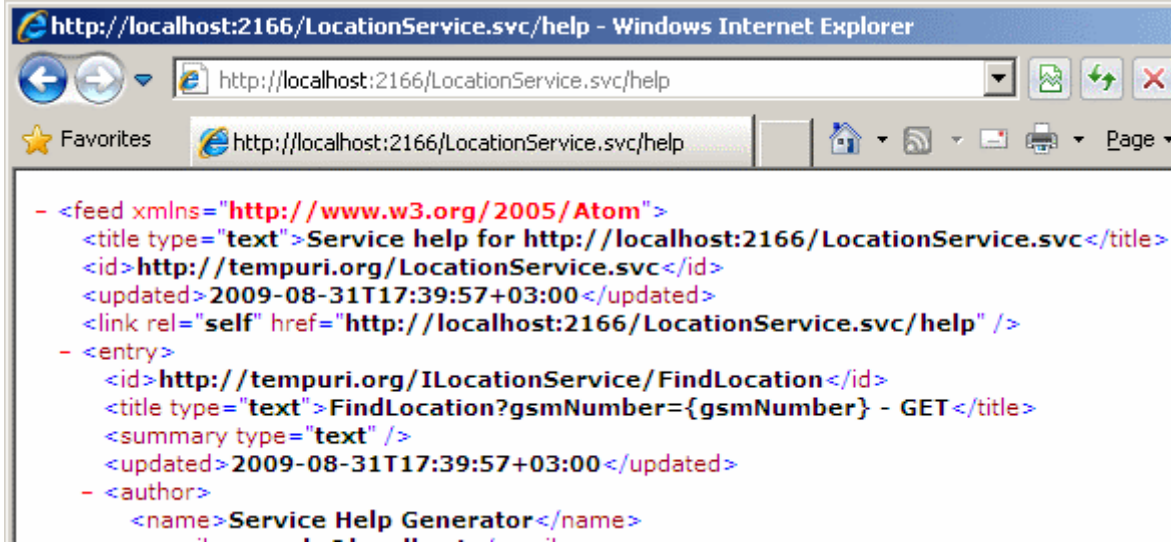 http://localhost:2166/LocationService.svc/help - Windows Internet Explorer
http://localhost:2166/LocationService.svc/help
Favorites http://localhost:2166/LocationService.svc/help Page
- <feed xmlns="http://www.w3.org/2005/Atom">
<title type="text">Service help for http://localhost:2166/LocationService.svc</title>
<id>http://tempuri.org/LocationService.svc</id>
<updated>2009-08-31T17:39:57+03:00</updated>
<link rel="self" href="http://localhost:2166/LocationService.svc/help" />
- <entry>
<id>http://tempuri.org/ILocationService/FindLocation</id>
<title type="text">FindLocation?gsmNumber={gsmNumber} - GET</title>
<summary type="text" />
<updated>2009-08-31T17:39:57+03:00</updated>
- <author>
<name>Service Help Generator</name>